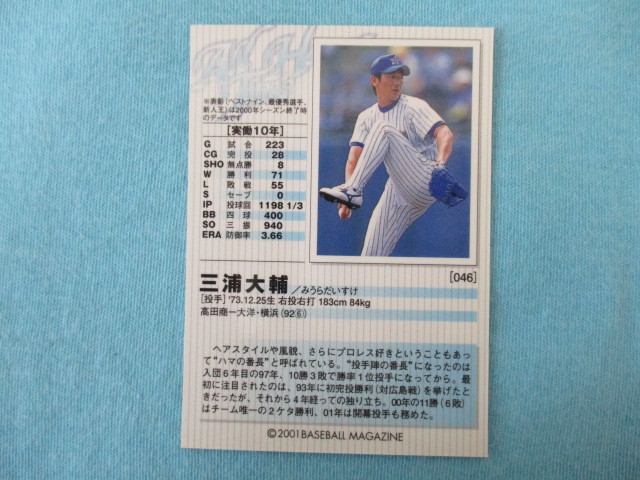 ※表彰(ベストナイン、最優秀選手、
新人王)は2000年シーズン終了時
のデータです
[実働10年]
G 試合 223
CG 完投 28
SHO 無点勝 8
W 勝利 71
L 敗戦 55
S セーブ 0
IP 投球回 1198 1/3
BB 四球 400
SO 三振 940
ERA 防御率 3.66
[046]
三浦大輔／みうらだいすけ
[投手] '73.12.25生 右投右打 183cm 84kg
高田商ー大洋・横浜(92⑥)
ヘアスタイルや風貌、さらにプロレス好きということもあっ
て“ハマの番長”と呼ばれている。“投手陣の番長”になったのは
入団6年目の97年、10勝3敗で勝率1位投手になってから。最
初に注目されたのは、93年に初完投勝利(対広島戦)を挙げたと
きだったが、それから4年経っての独り立ち。00年の11勝(6敗)
はチーム唯一の2ケタ勝利、01年は開幕投手も務めた。
©2001 BASEBALL MAGAZINE